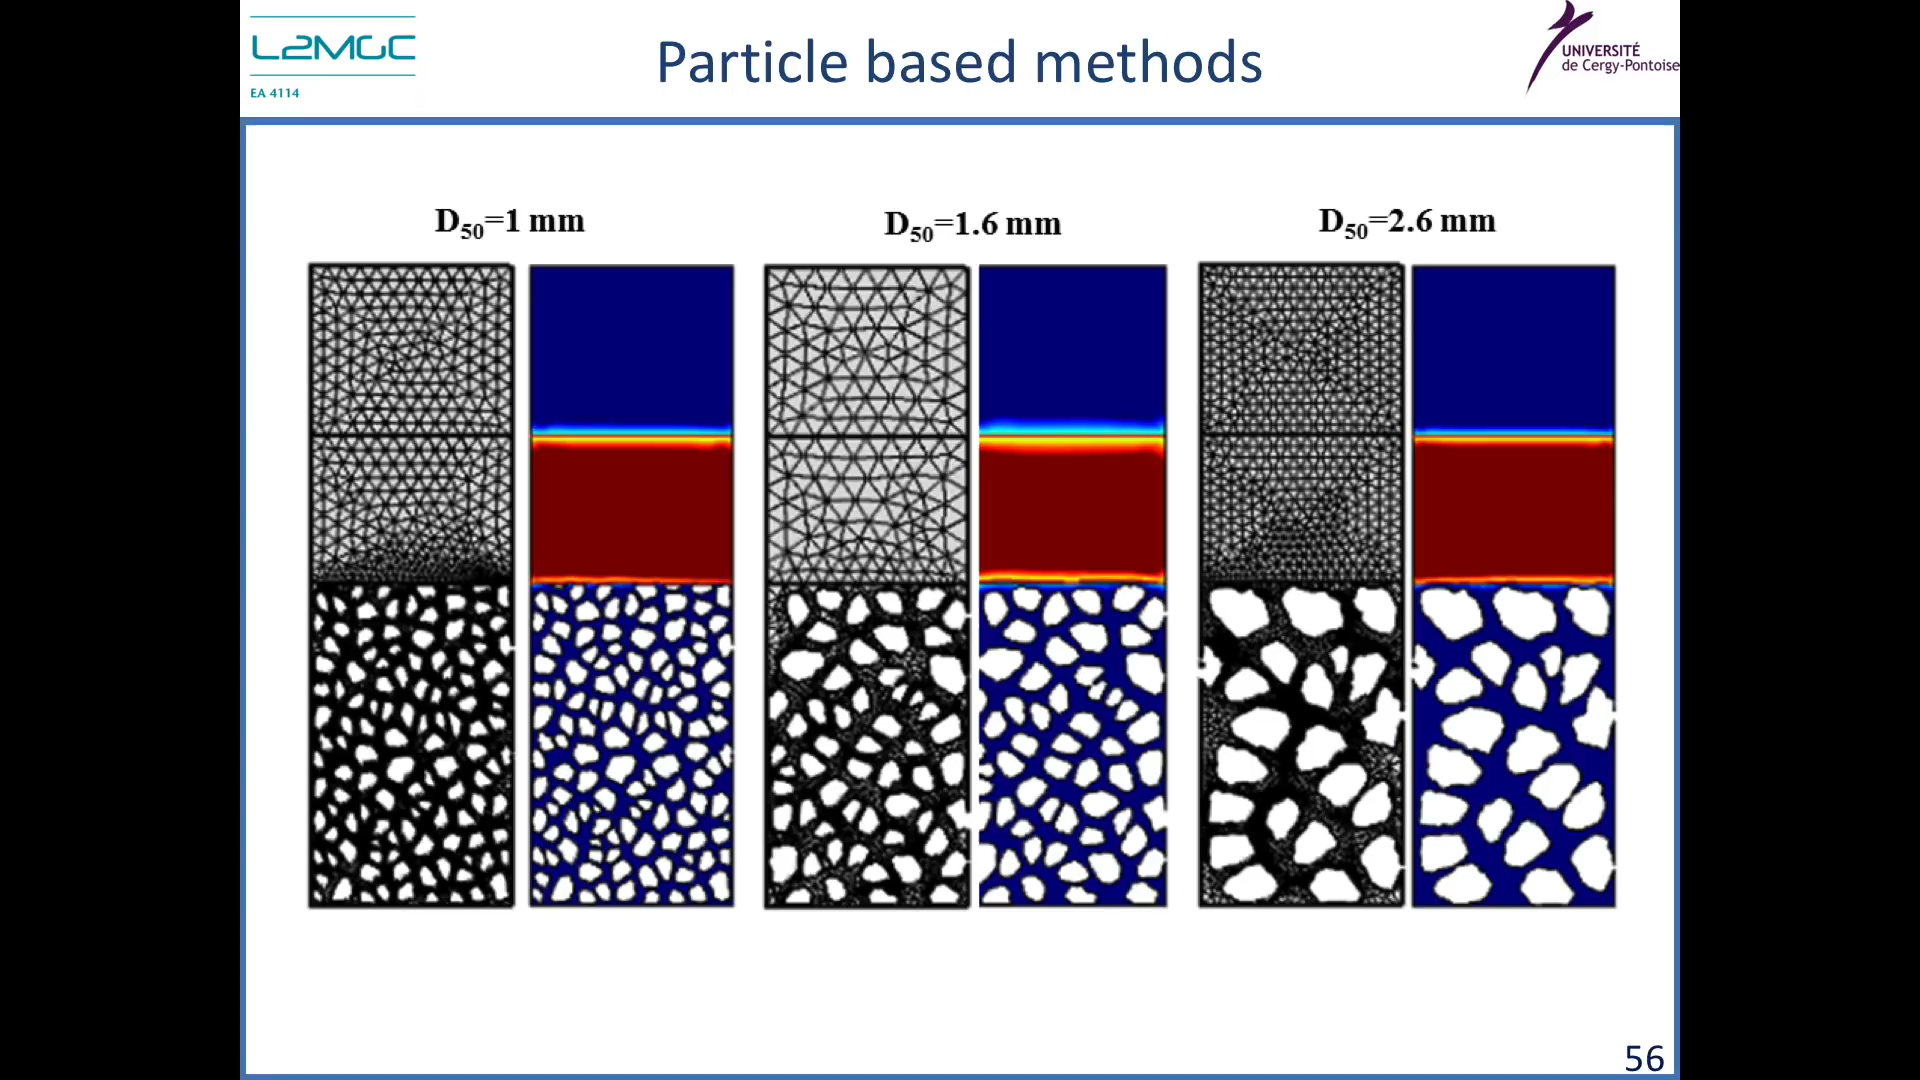 L2MGC
EA 4114
Particle based methods
UNIVERSITÉ
de Cergy-Pontoise
D50=1 mm
D50=1.6 mm
D50=2.6 mm
56